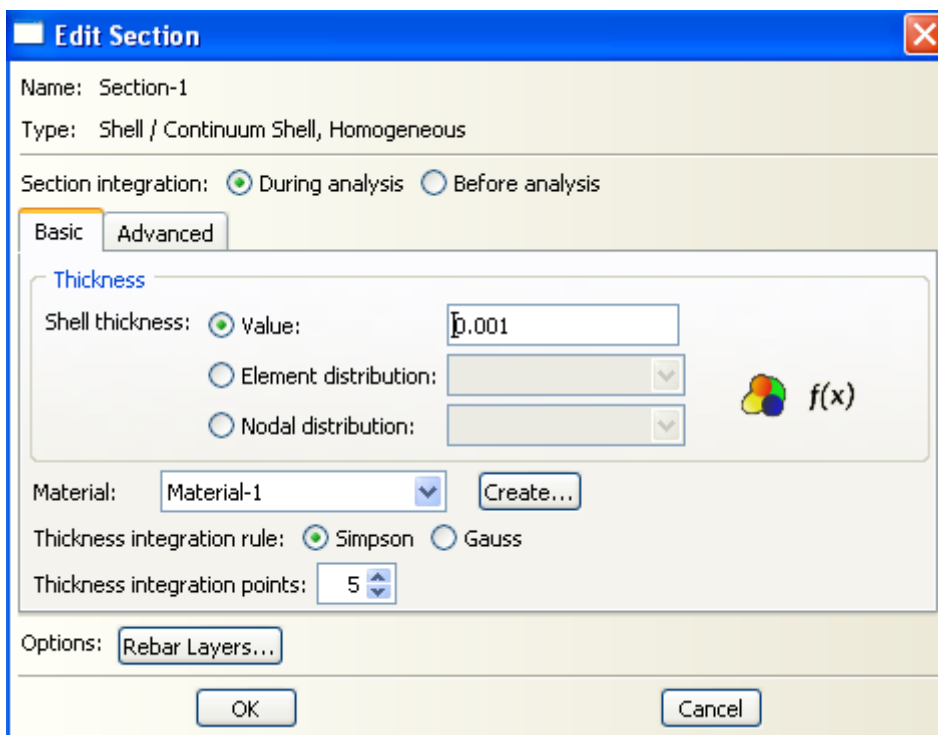 Edit Section
Name: Section-1
Type: Shell / Continuum Shell, Homogeneous
Section integration: During analysis Before analysis
Basic Advanced
Thickness
Shell thickness: Value: 0.001
Element distribution:
f(x)
Nodal distribution:
Material: Material-1 Create...
Thickness integration rule: Simpson Gauss
Thickness integration points: 5
Options: Rebar Layers...
OK Cancel